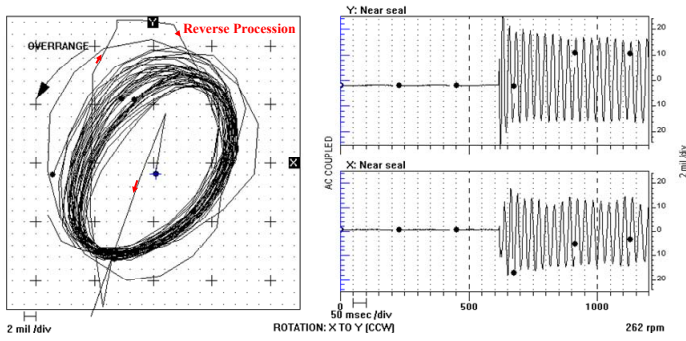 Y
Reverse Procession
OVERRANGE
X
2 mil /div
Y: Near seal
20
10
0
10
20
X: Near seal
20
10
0
10
20
AC COUPLED
2 mil/div
0
500
1000
50 msec /div
ROTATION: X TO Y (CCW)
262 rpm